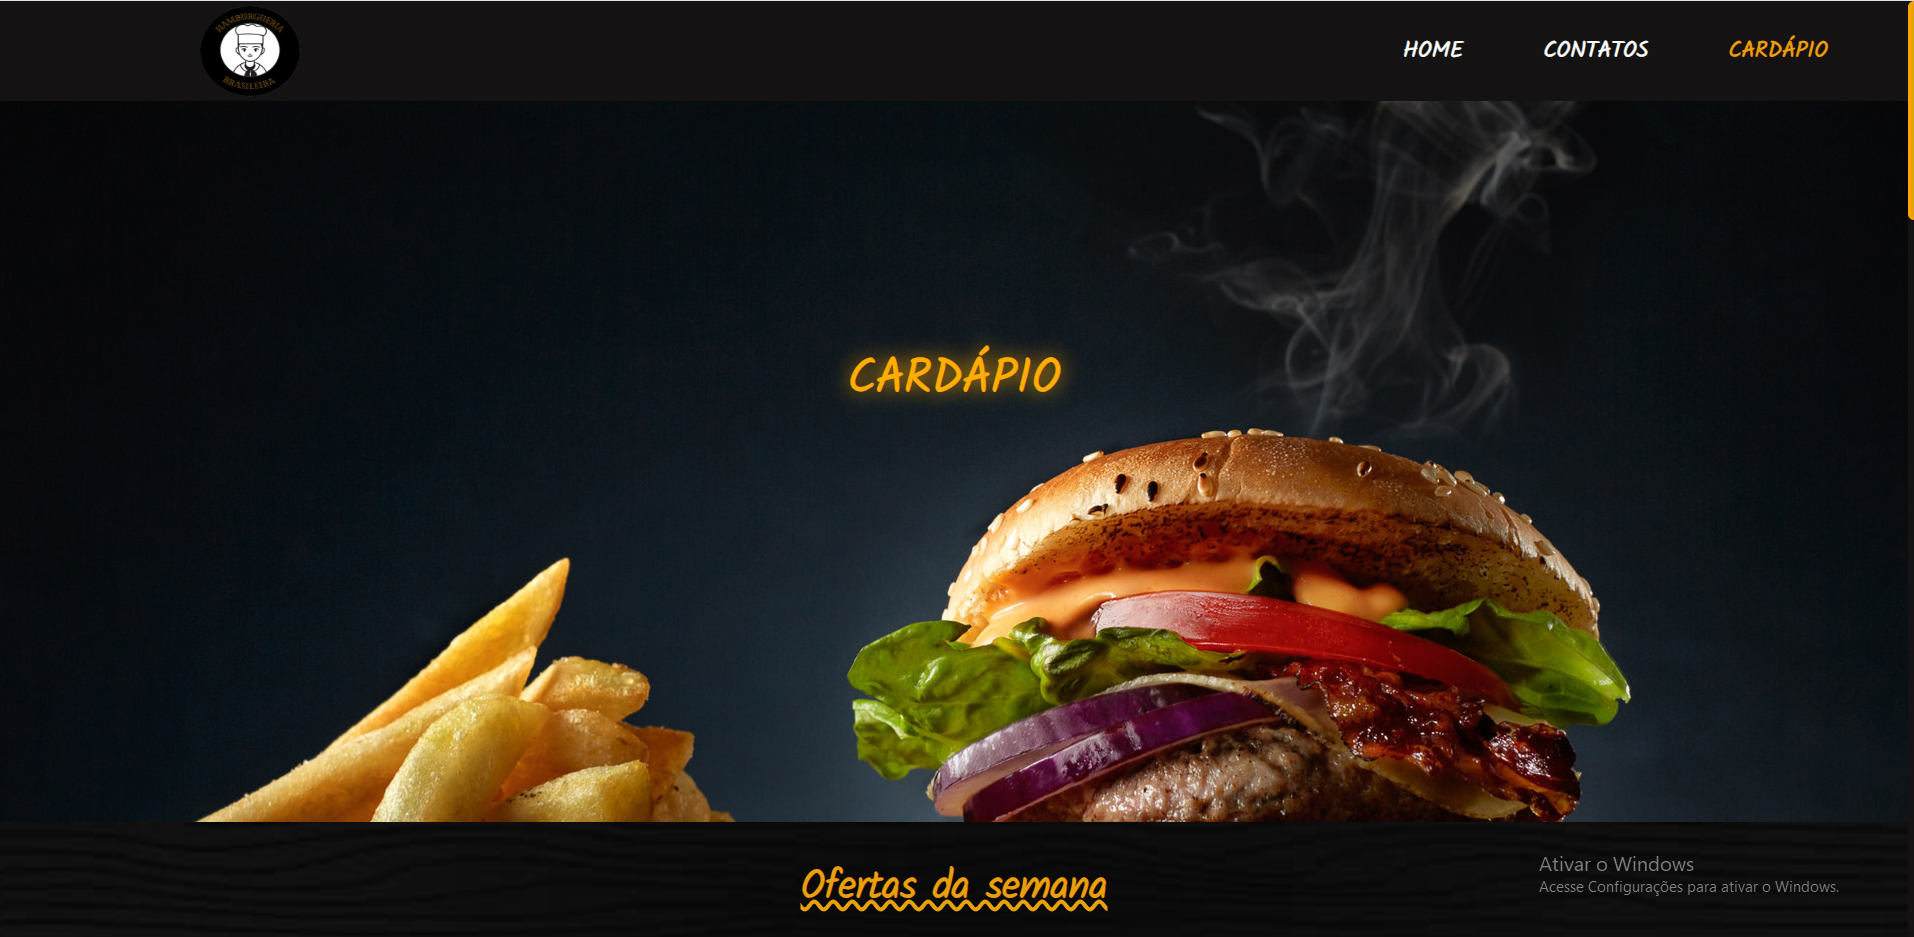 HAMBURGUERIA
BRASILEIRA
HOME
CONTATOS
CARDÁPIO
CARDÁPIO
Ofertas da semana
Ativar o Windows
Acesse Configurações para ativar o Windows.